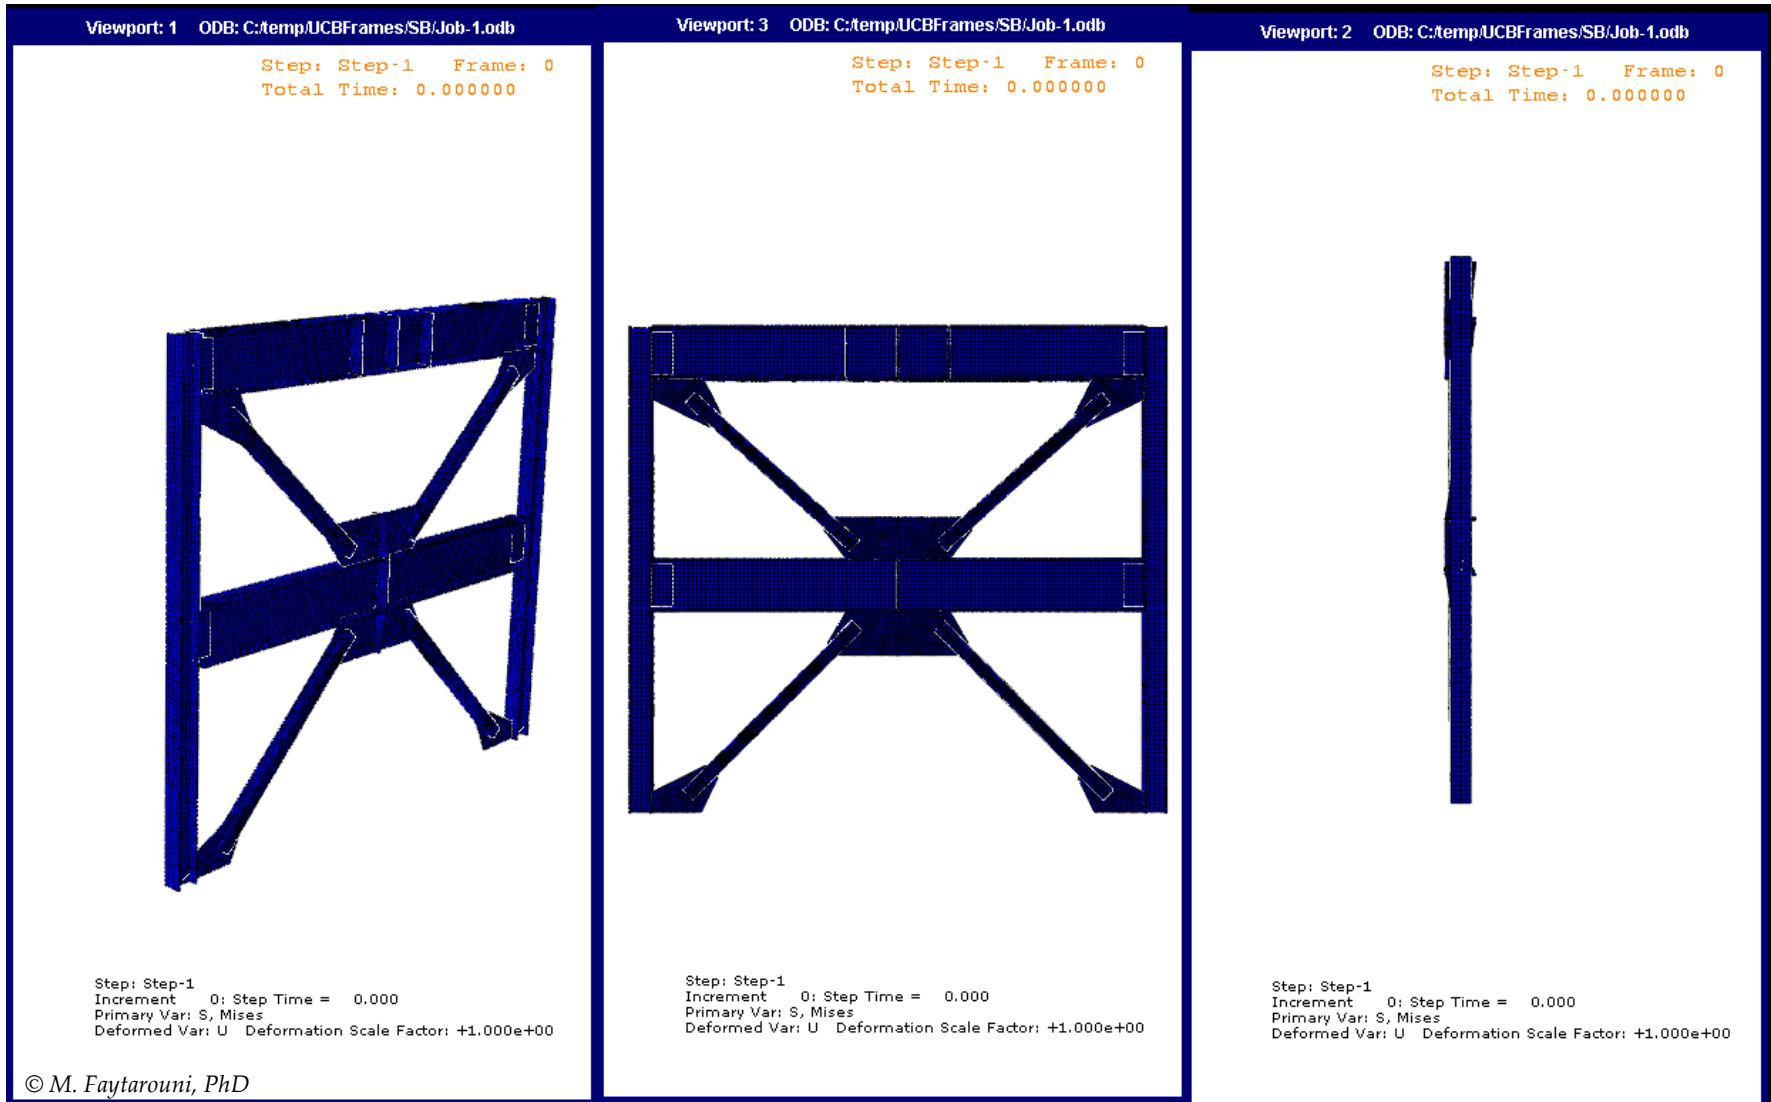 Viewport: 1 ODB: C:/temp/UCBFrames/SB/Job-1.odb
Step: Step-1 Frame: 0
Total Time: 0.000000
Step: Step-1
Increment 0: Step Time = 0.000
Primary Var: S, Mises
Deformed Var: U Deformation Scale Factor: +1.000e+00
© M. Faytarouni, PhD
Viewport: 3 ODB: C:/temp/UCBFrames/SB/Job-1.odb
Step: Step-1 Frame: 0
Total Time: 0.000000
Step: Step-1
Increment 0: Step Time = 0.000
Primary Var: S, Mises
Deformed Var: U Deformation Scale Factor: +1.000e+00
Viewport: 2 ODB: C:/temp/UCBFrames/SB/Job-1.odb
Step: Step-1 Frame: 0
Total Time: 0.000000
Step: Step-1
Increment 0: Step Time = 0.000
Primary Var: S, Mises
Deformed Var: U Deformation Scale Factor: +1.000e+00